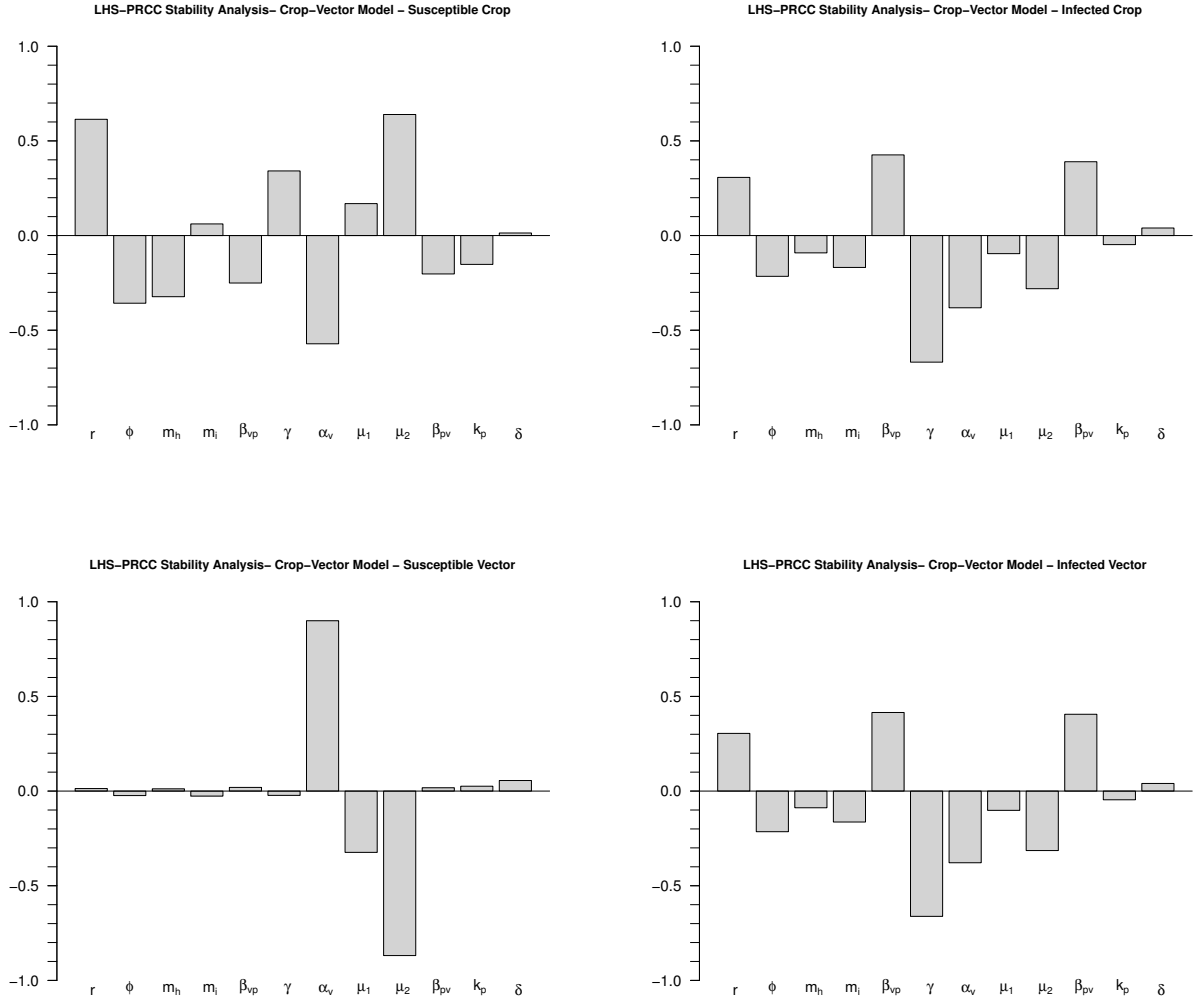 LHS−PRCC Stability Analysis− Crop−Vector Model − Susceptible Crop
1.0
0.5
0.0
−0.5
−1.0
r ϕ m_h m_i β_vp γ α_v μ_1 μ_2 β_pv k_p δ
LHS−PRCC Stability Analysis− Crop−Vector Model − Infected Crop
1.0
0.5
0.0
−0.5
−1.0
r ϕ m_h m_i β_vp γ α_v μ_1 μ_2 β_pv k_p δ
LHS−PRCC Stability Analysis− Crop−Vector Model − Susceptible Vector
1.0
0.5
0.0
−0.5
−1.0
r ϕ m_h m_i β_vp γ α_v μ_1 μ_2 β_pv k_p δ
LHS−PRCC Stability Analysis− Crop−Vector Model − Infected Vector
1.0
0.5
0.0
−0.5
−1.0
r ϕ m_h m_i β_vp γ α_v μ_1 μ_2 β_pv k_p δ